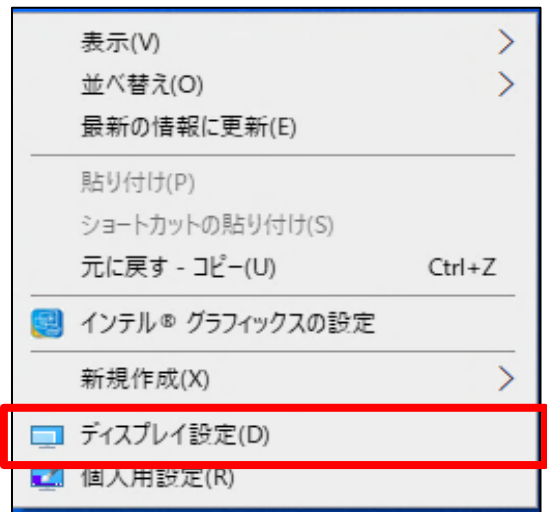 表示(V)
並べ替え(O)
最新の情報に更新(E)
貼り付け(P)
ショートカットの貼り付け(S)
元に戻す - コピー(U) Ctrl+Z
インテル® グラフィックスの設定
新規作成(X)
ディスプレイ設定(D)
個人用設定(R)